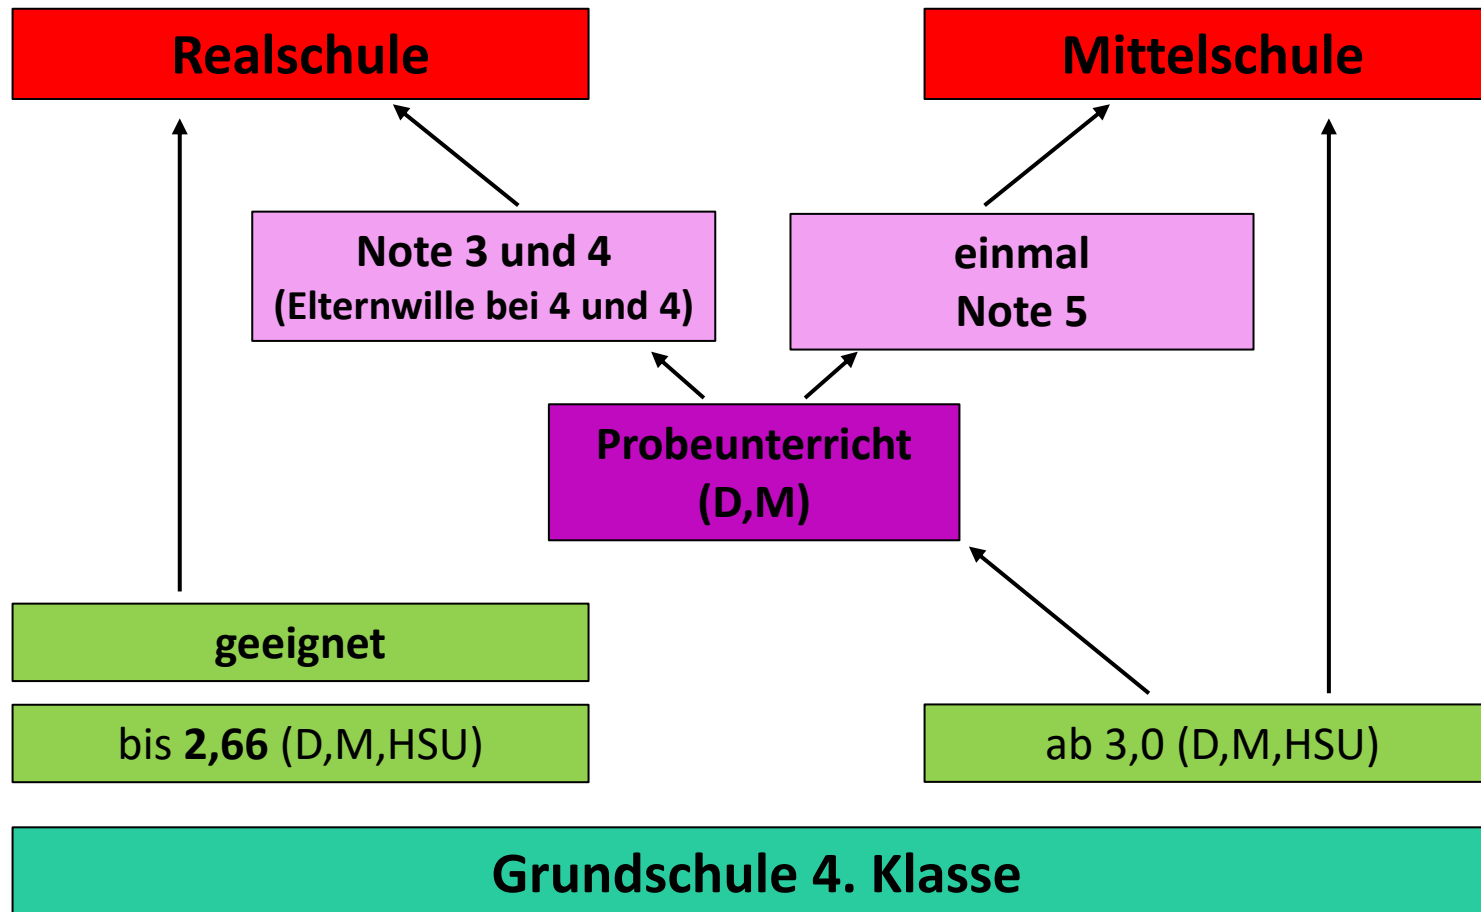 Realschule
Mittelschule
Note 3 und 4
(Elternwille bei 4 und 4)
einmal
Note 5
Probeunterricht
(D,M)
geeignet
bis 2,66 (D,M,HSU)
ab 3,0 (D,M,HSU)
Grundschule 4. Klasse